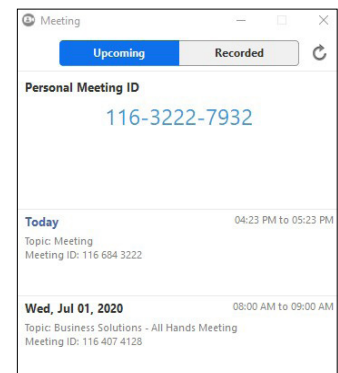 Meeting
Upcoming Recorded
Personal Meeting ID
116-3222-7932
Today 04:23 PM to 05:23 PM
Topic: Meeting
Meeting ID: 116 684 3222
Wed, Jul 01, 2020 08:00 AM to 09:00 AM
Topic: Business Solutions - All Hands Meeting
Meeting ID: 116 407 4128